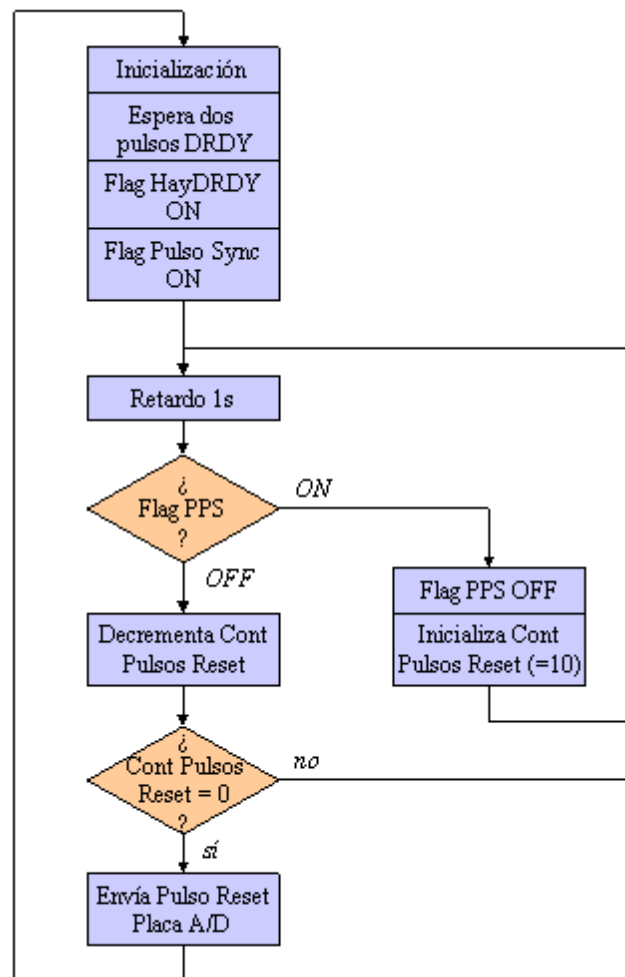 Inicialización
Espera dos
pulsos DRDY
Flag HayDRDY
ON
Flag Pulso Sync
ON
Retardo 1s
¿
Flag PPS
?
ON
OFF
Flag PPS OFF
Inicializa Cont
Pulsos Reset (=10)
Decrementa Cont
Pulsos Reset
¿
Cont Pulsos
Reset = 0
?
no
sí
Envía Pulso Reset
Placa A/D